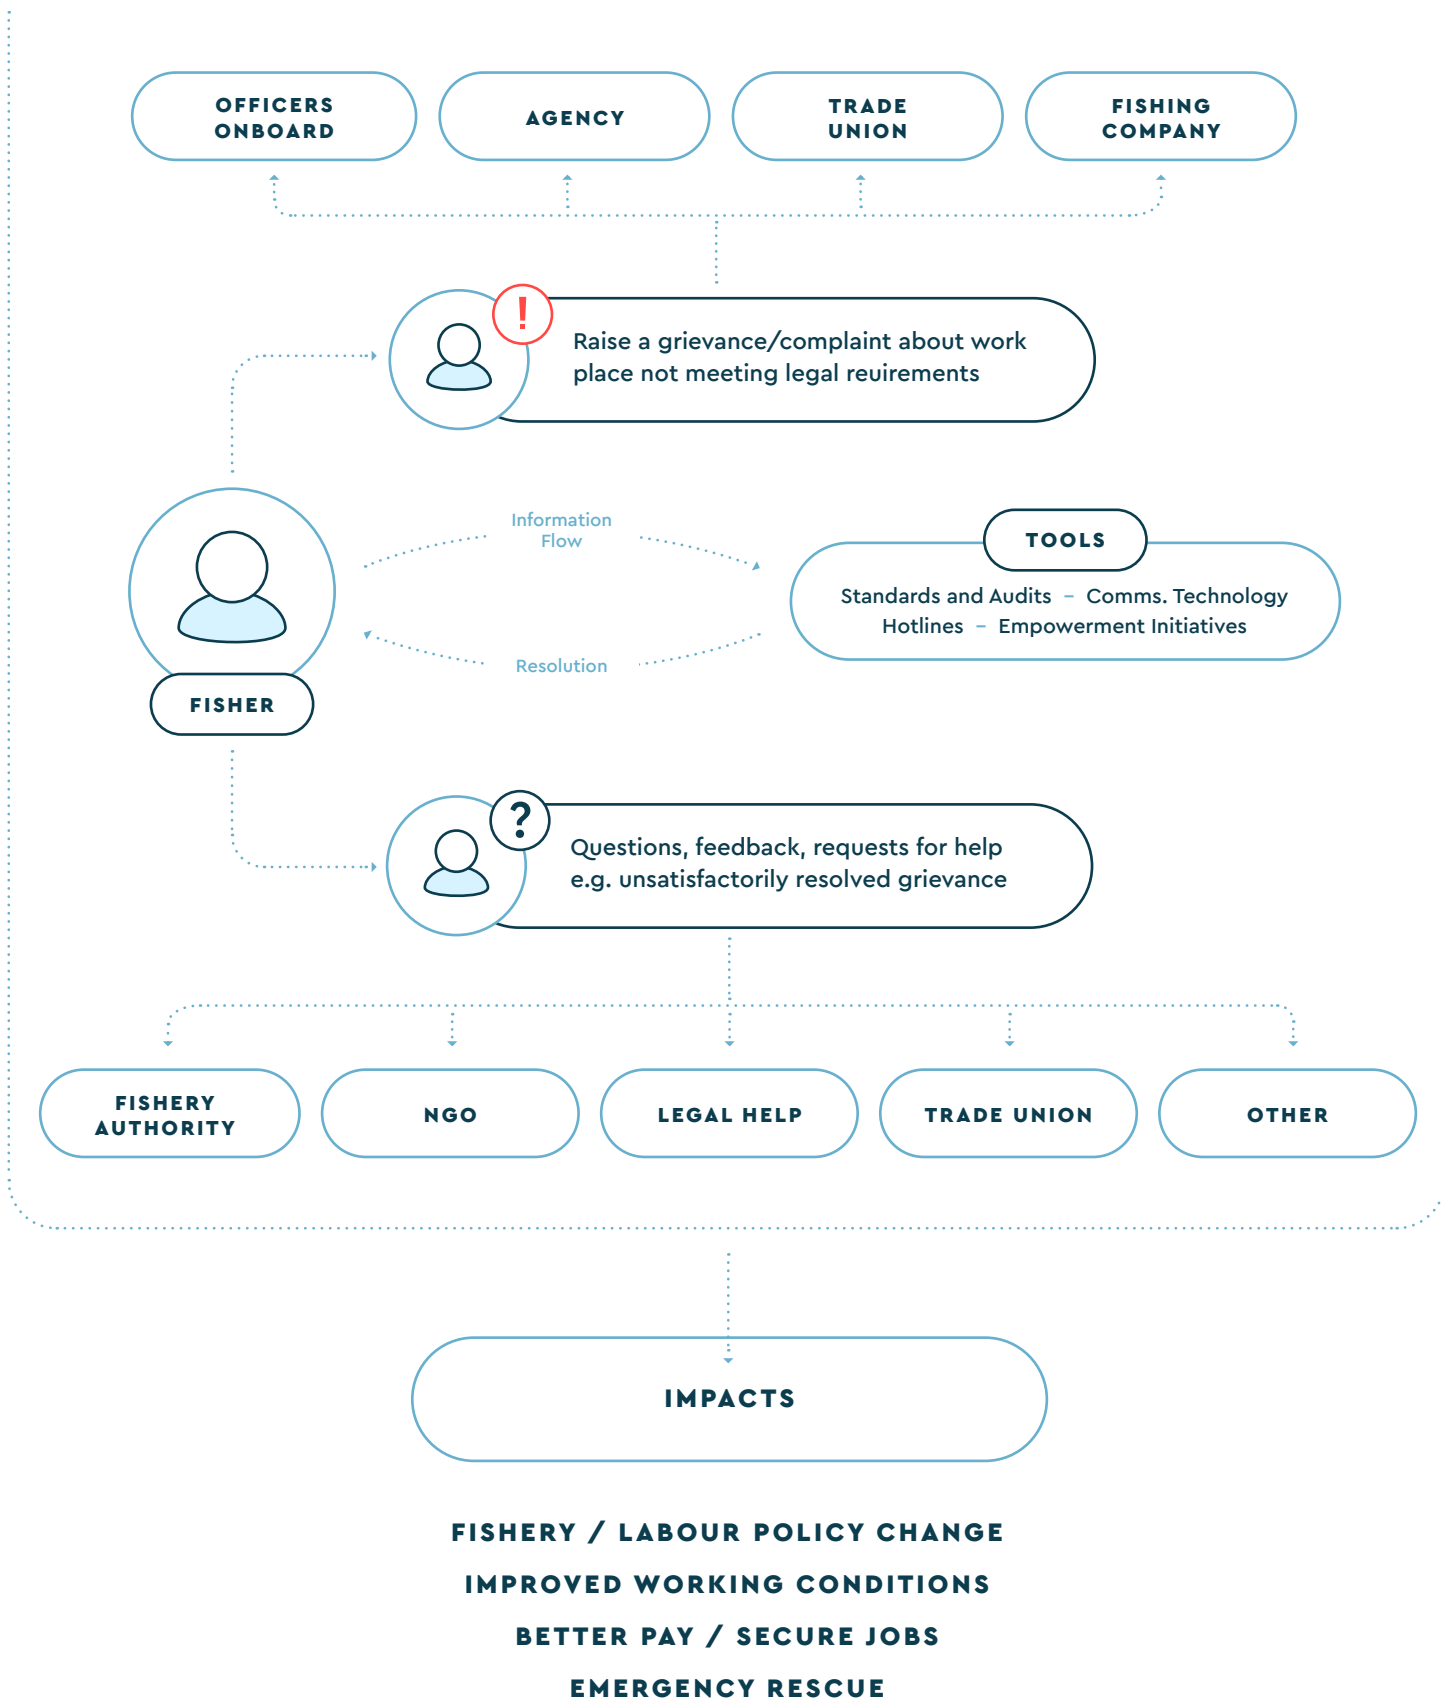 OFFICERS
ONBOARD
AGENCY
TRADE
UNION
FISHING
COMPANY
!
Raise a grievance/complaint about work
place not meeting legal reuirements
Information
Flow
TOOLS
Standards and Audits – Comms. Technology
Hotlines – Empowerment Initiatives
Resolution
FISHER
?
Questions, feedback, requests for help
e.g. unsatisfactorily resolved grievance
FISHERY
AUTHORITY
NGO
LEGAL HELP
TRADE UNION
OTHER
IMPACTS
FISHERY / LABOUR POLICY CHANGE
IMPROVED WORKING CONDITIONS
BETTER PAY / SECURE JOBS
EMERGENCY RESCUE